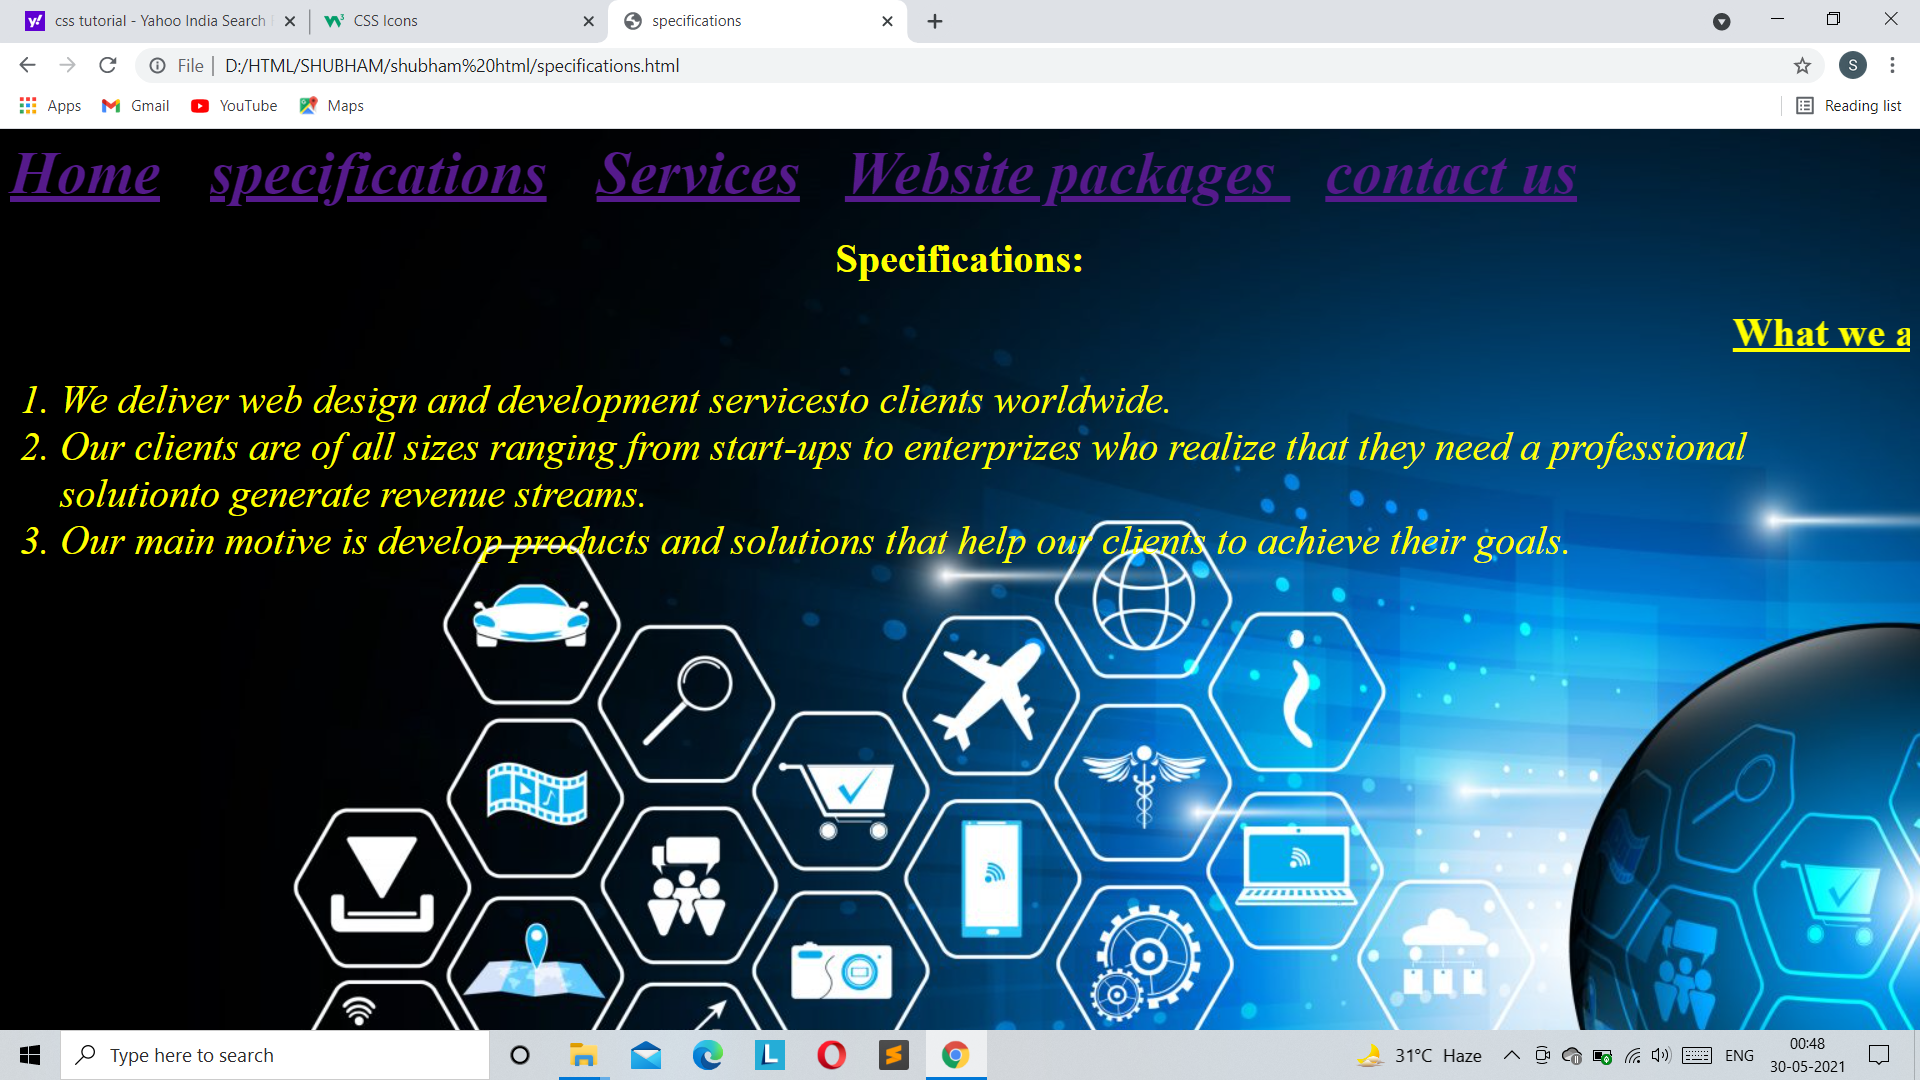 css tutorial - Yahoo India Search
CSS Icons
specifications
File
D:/HTML/SHUBHAM/shubham%20html/specifications.html
S
Apps
Gmail
YouTube
Maps
Reading list
Home specifications Services Website packages contact us
Specifications:
What we a
1. We deliver web design and development servicesto clients worldwide.
2. Our clients are of all sizes ranging from start-ups to enterprizes who realize that they need a professional
solutionto generate revenue streams.
3. Our main motive is develop products and solutions that help our clients to achieve their goals.
Type here to search
L
31°C Haze
ENG
00:48
30-05-2021